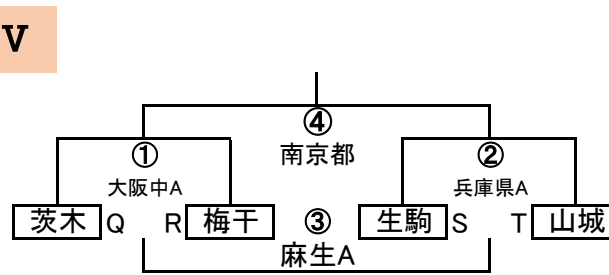 V
④
南京都
① ②
大阪中A 兵庫県A
茨木 Q R 梅干 ③ 生駒 S T 山城
麻生A